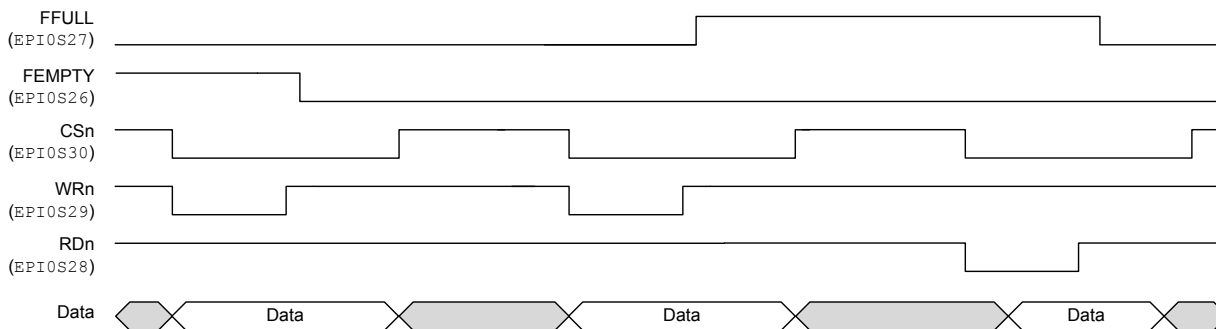 FFULL
(EPI0S27)
FEMPTY
(EPI0S26)
CSn
(EPI0S30)
WRn
(EPI0S29)
RDn
(EPI0S28)
Data Data Data Data